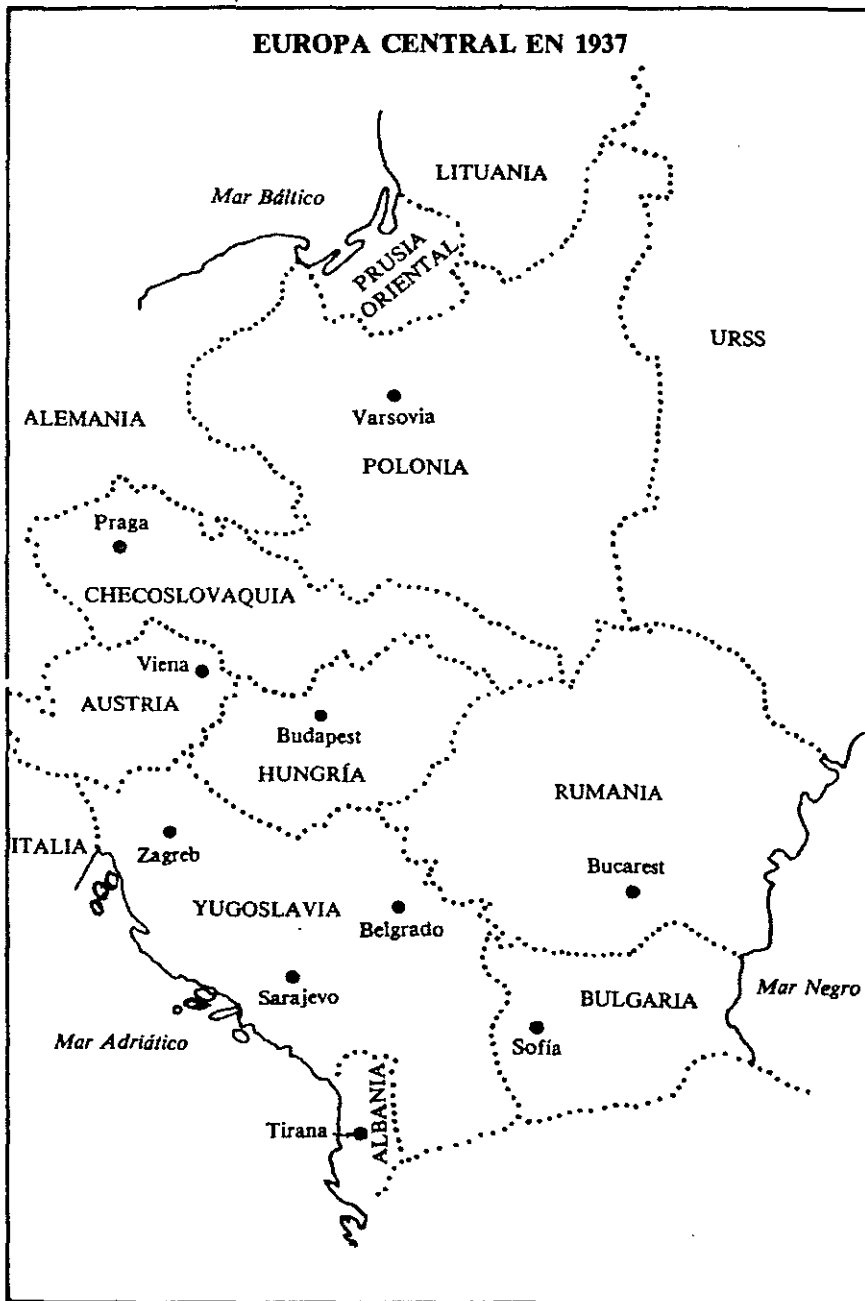 EUROPA CENTRAL EN 1937
LITUANIA
Mar Báltico
PRUSIA
ORIENTAL
URSS
ALEMANIA
Varsovia
POLONIA
Praga
CHECOSLOVAQUIA
Viena
AUSTRIA
Budapest
HUNGRÍA
RUMANIA
ITALIA
Zagreb
Bucarest
YUGOSLAVIA
Belgrado
Sarajevo
BULGARIA
Mar Negro
Sofía
Mar Adriático
ALBANIA
Tirana